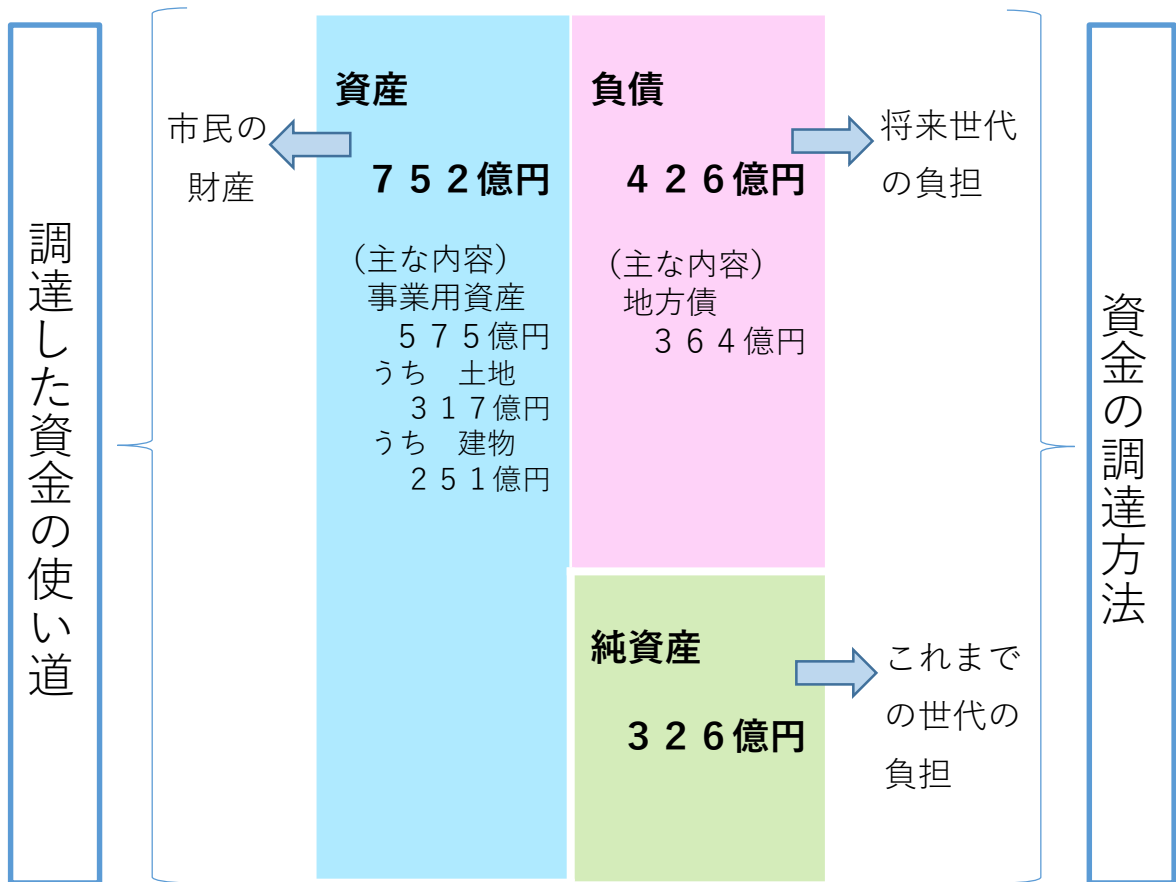 調達した資金の使い道
市民の
財産
資産
７５２億円
（主な内容）
事業用資産
５７５億円
うち　土地
３１７億円
うち　建物
２５１億円
負債
４２６億円
（主な内容）
地方債
３６４億円
将来世代
の負担
純資産
３２６億円
これまで
の世代の
負担
資金の調達方法